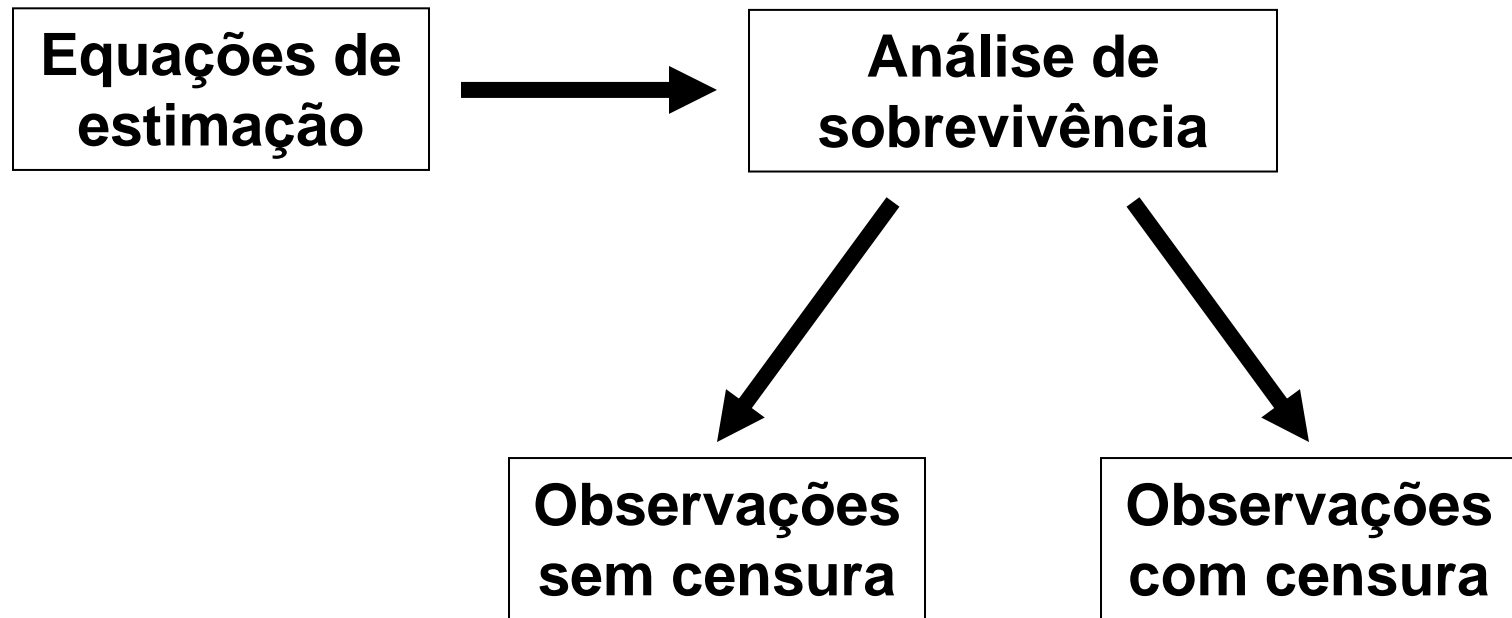 Equações de
estimação
Análise de
sobrevivência
Observações
sem censura
Observações
com censura